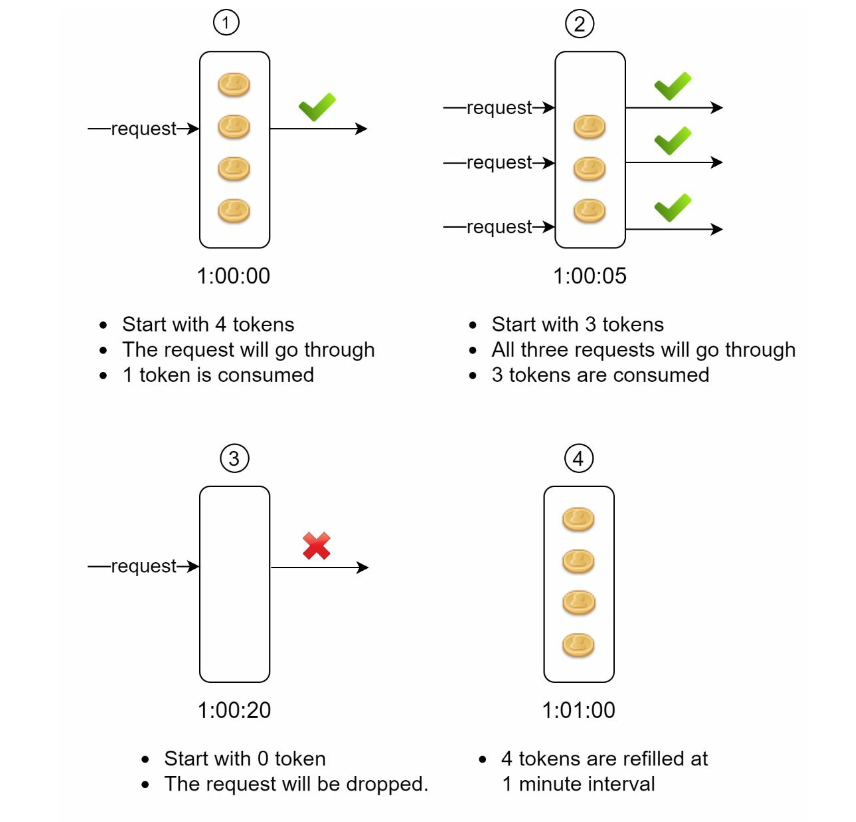 1
2
request
request
request
request
1:00:00
1:00:05
• Start with 4 tokens
• The request will go through
• 1 token is consumed
• Start with 3 tokens
• All three requests will go through
• 3 tokens are consumed
3
4
request
1:00:20
1:01:00
• Start with 0 token
• The request will be dropped.
• 4 tokens are refilled at
1 minute interval